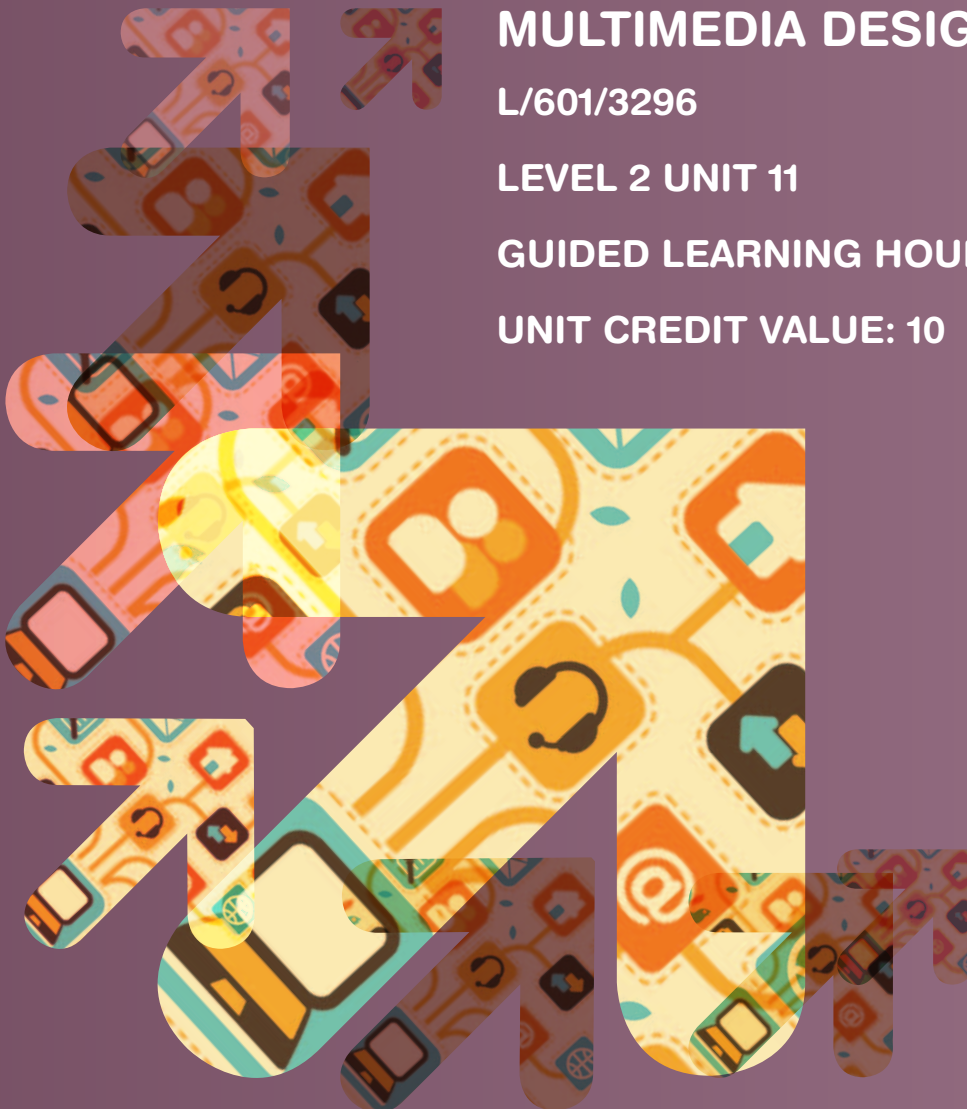 MULTIMEDIA DESIG
L/601/3296
LEVEL 2 UNIT 11
GUIDED LEARNING HOU
UNIT CREDIT VALUE: 10